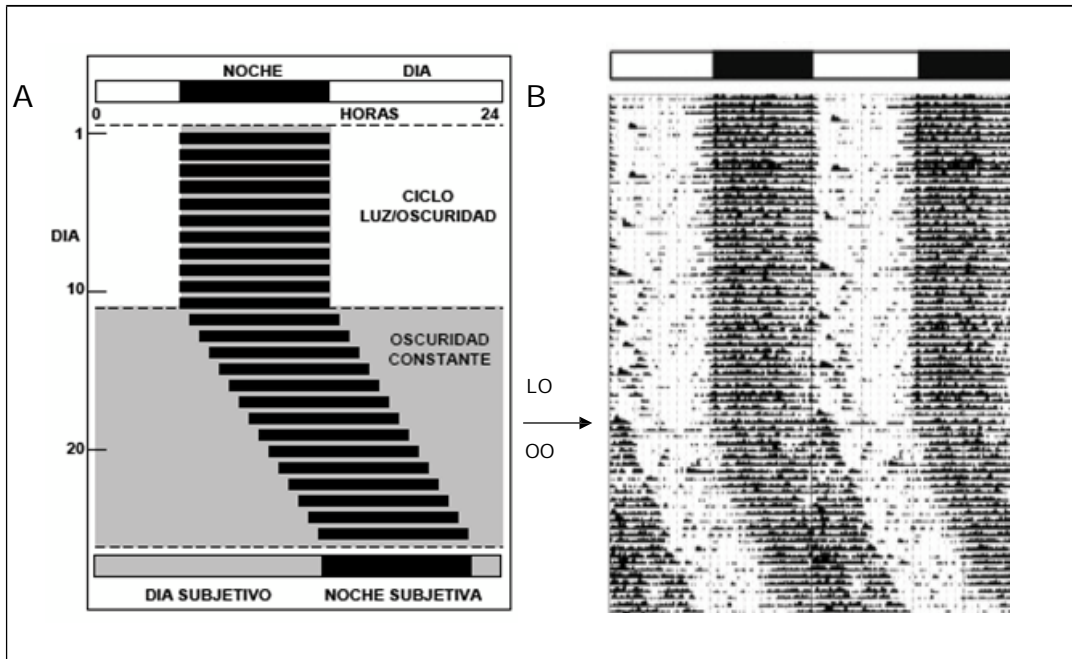 A
NOCHE DIA
0 HORAS 24
1
CICLO
LUZ/OSCURIDAD
DIA
10
OSCURIDAD
CONSTANTE
20
DIA SUBJETIVO NOCHE SUBJETIVA
B
LO
OO